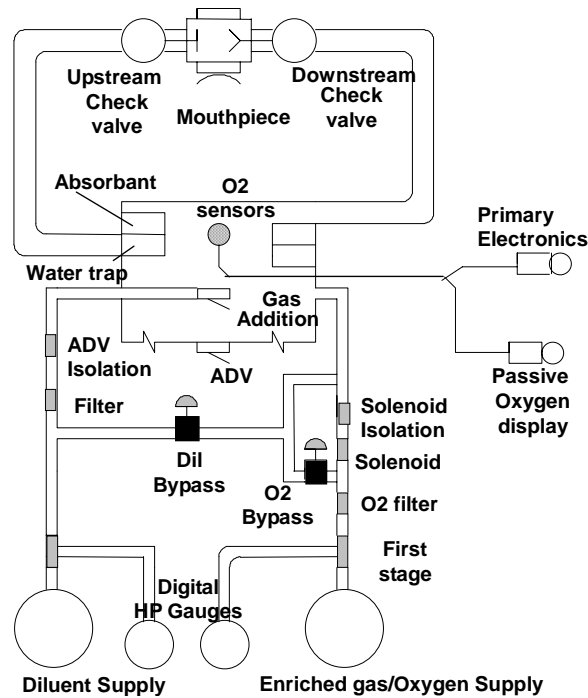 Upstream
Check
valve
Mouthpiece
Downstream
Check
valve
Absorbant
O2
sensors
Water trap
Primary
Electronics
Gas
Addition
ADV
Isolation
ADV
Passive
Oxygen
display
Filter
Solenoid
Isolation
Dil
Bypass
O2
Bypass
Solenoid
O2 filter
First
stage
Digital
HP Gauges
Diluent Supply
Enriched gas/Oxygen Supply